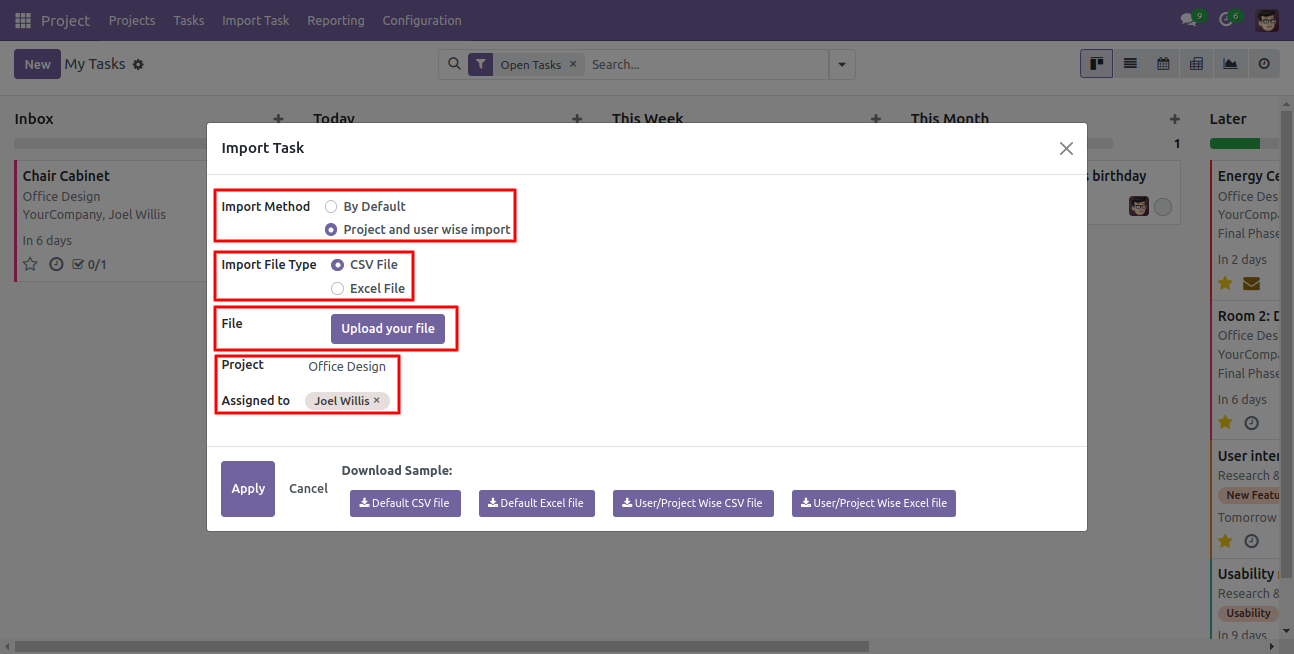 Project Projects Tasks Import Task Reporting Configuration 9 6
New My Tasks Open Tasks × Search...
Inbox + Today + This Week + This Month + Later
1
Chair Cabinet
Office Design
YourCompany, Joel Willis
In 6 days
0/1
Import Task
Import Method By Default
Project and user wise import
Import File Type CSV File
Excel File
File Upload your file
Project Office Design
Assigned to Joel Willis ×
Apply Cancel Download Sample:
Default CSV file Default Excel file User/Project Wise CSV file User/Project Wise Excel file
s birthday
Energy Ce
Office Des
YourCompa
Final Phase
In 2 days
Room 2: D
Office Des
YourCompa
Final Phase
In 6 days
User inter
Research &
New Featu
Tomorrow
Usability
Research &
Usability
In 9 days